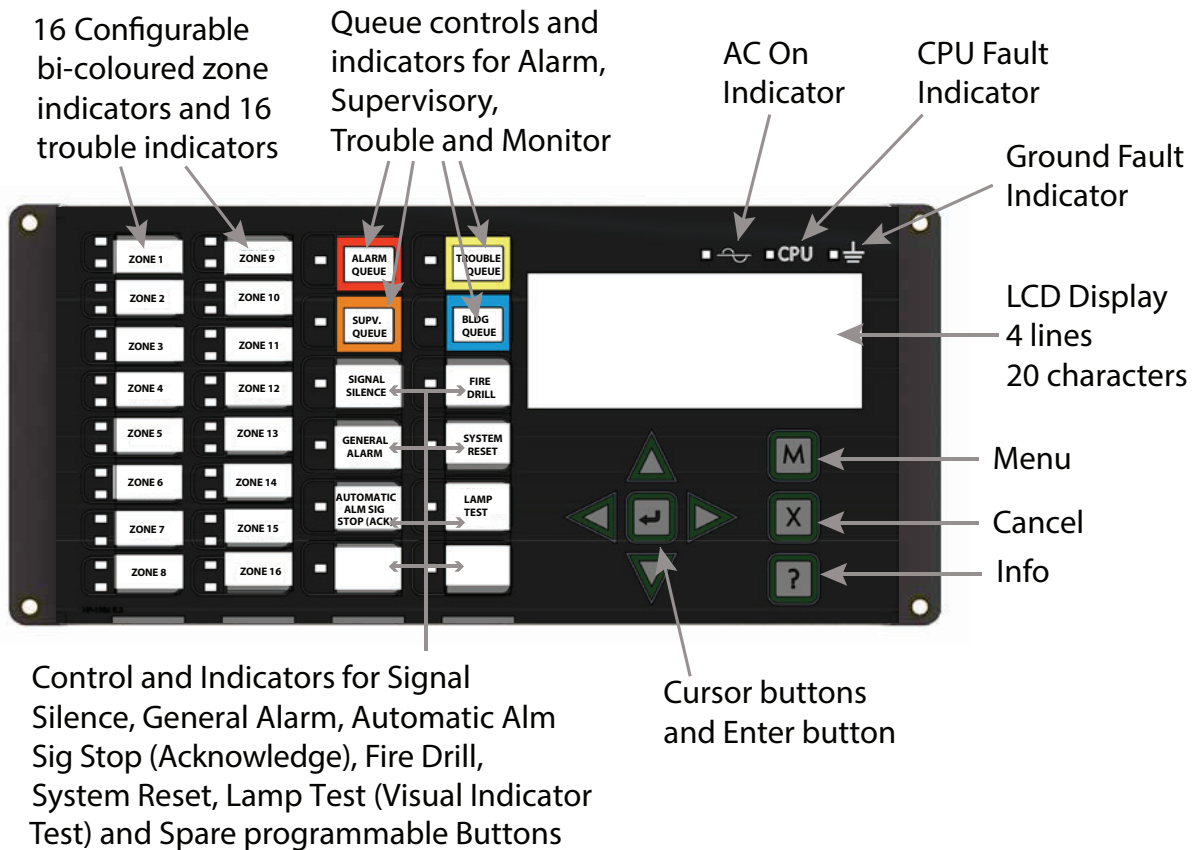 16 Configurable
bi-coloured zone
indicators and 16
trouble indicators
Queue controls and
indicators for Alarm,
Supervisory,
Trouble and Monitor
AC On
Indicator
CPU Fault
Indicator
Ground Fault
Indicator
LCD Display
4 lines
20 characters
Menu
Cancel
Info
ZONE 1
ZONE 2
ZONE 3
ZONE 4
ZONE 5
ZONE 6
ZONE 7
ZONE 8
ZONE 9
ZONE 10
ZONE 11
ZONE 12
ZONE 13
ZONE 14
ZONE 15
ZONE 16
ALARM
QUEUE
SUPV.
QUEUE
SIGNAL
SILENCE
GENERAL
ALARM
AUTOMATIC
ALM SIG
STOP (ACK)
TROUBLE
QUEUE
BLDG
QUEUE
FIRE
DRILL
SYSTEM
RESET
LAMP
TEST
CPU
M
X
?
Control and Indicators for Signal
Silence, General Alarm, Automatic Alm
Sig Stop (Acknowledge), Fire Drill,
System Reset, Lamp Test (Visual Indicator
Test) and Spare programmable Buttons
Cursor buttons
and Enter button